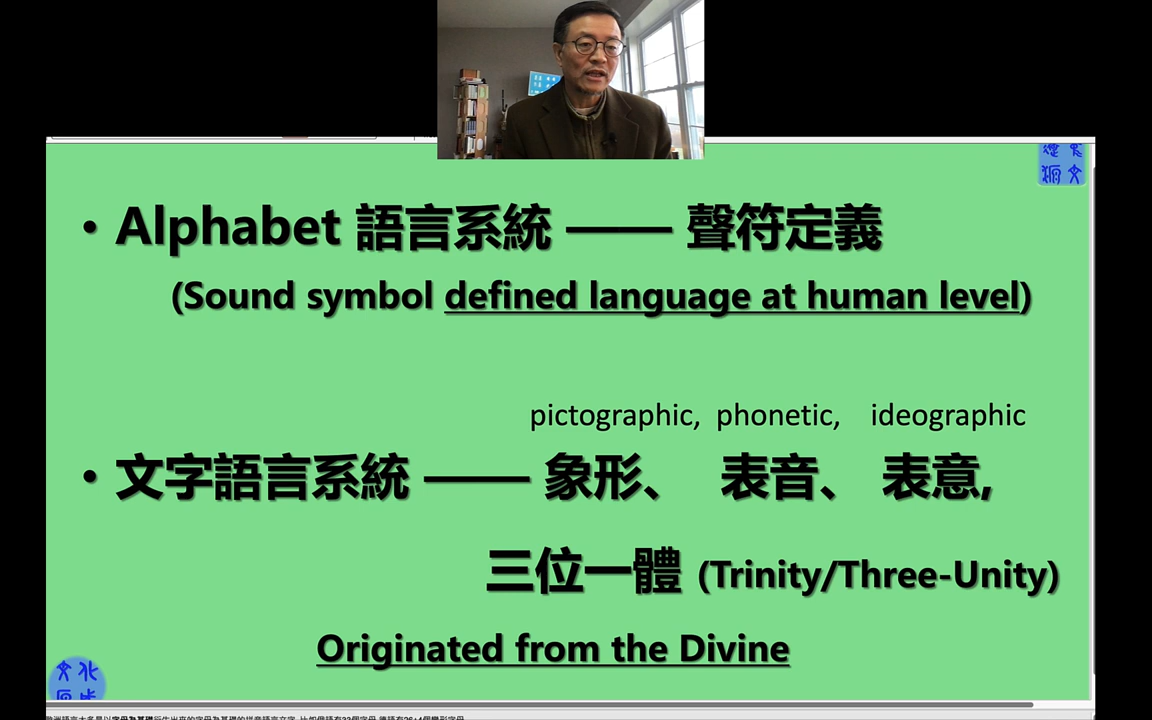 • Alphabet 語言系統 —— 聲符定義
(Sound symbol defined language at human level)
pictographic, phonetic, ideographic
• 文字語言系統 —— 象形、 表音、 表意,
三位一體 (Trinity/Three-Unity)
Originated from the Divine
文化